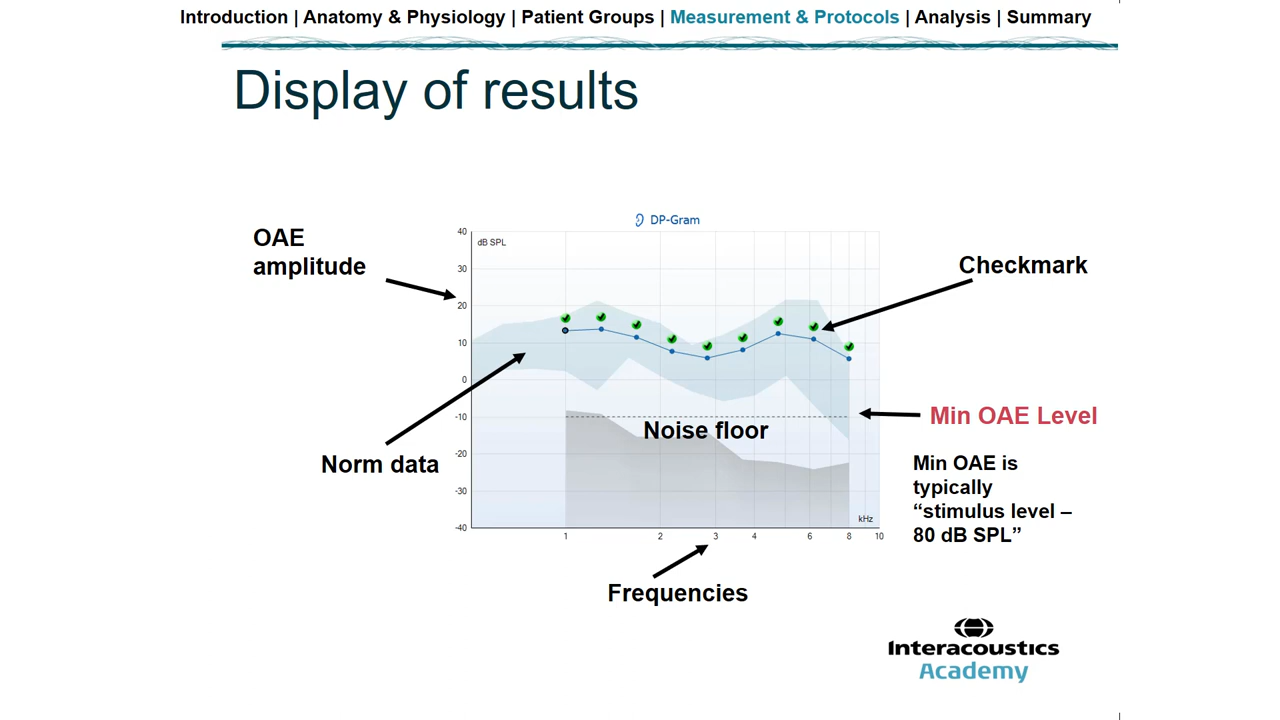 Introduction | Anatomy & Physiology | Patient Groups | Measurement & Protocols | Analysis | Summary
Display of results
DP-Gram
OAE
amplitude
Checkmark
Norm data
Noise floor
Min OAE Level
Min OAE is
typically
“stimulus level –
80 dB SPL”
Frequencies
dB SPL
40
30
20
10
0
-10
-20
-30
-40
kHz
1 2 3 4 6 8 10
Interacoustics
Academy